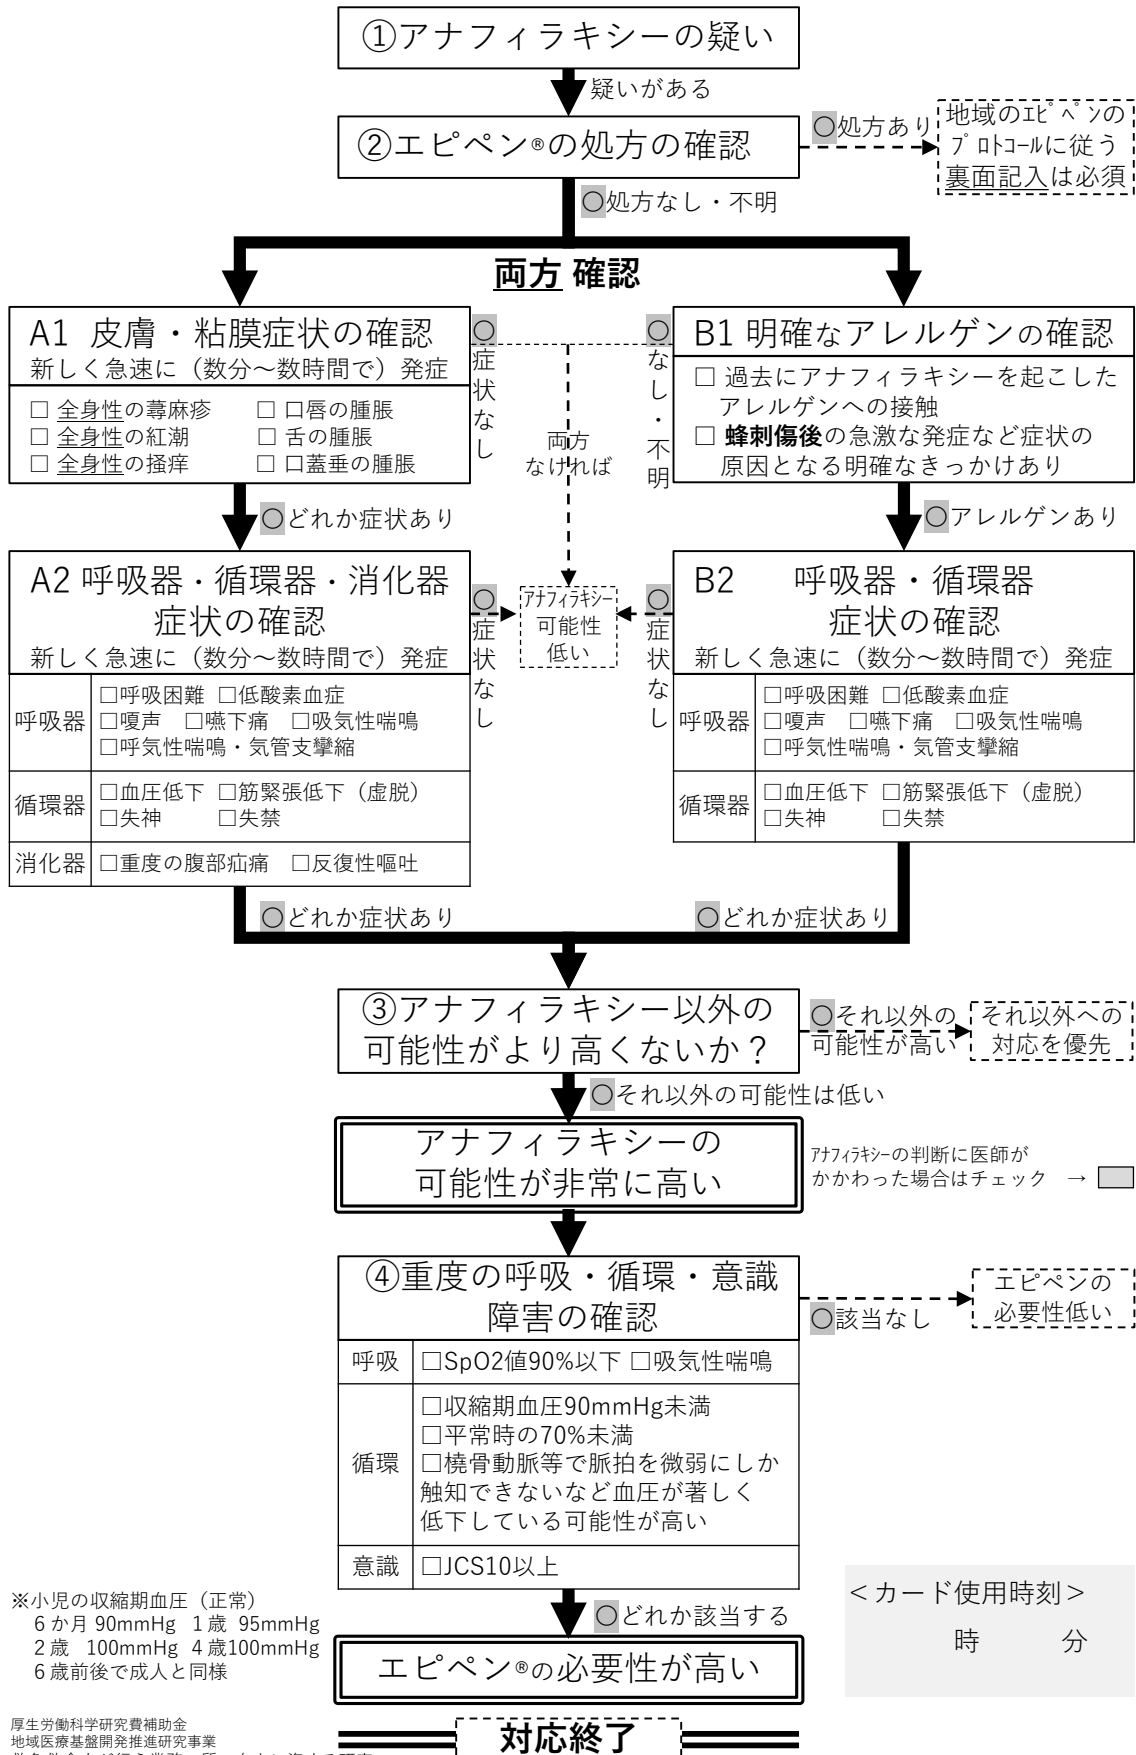 ①アナフィラキシーの疑い
疑いがある
②エピペン®の処方の確認
○処方あり
地域のｴﾋﾟﾍﾟﾝの
ﾌﾟﾛﾄｺｰﾙに従う
裏面記入は必須
○処方なし・不明
両方 確認
A1 皮膚・粘膜症状の確認
新しく急速に（数分～数時間で）発症
□ 全身性の蕁麻疹 □ 口唇の腫脹
□ 全身性の紅潮 □ 舌の腫脹
□ 全身性の掻痒 □ 口蓋垂の腫脹
○症状なし
両方
なければ
○なし・不明
B1 明確なアレルゲンの確認
□ 過去にアナフィラキシーを起こした
アレルゲンへの接触
□ 蜂刺傷後の急激な発症など症状の
原因となる明確なきっかけあり
○どれか症状あり
○アレルゲンあり
A2 呼吸器・循環器・消化器
症状の確認
新しく急速に（数分～数時間で）発症
呼吸器
□呼吸困難 □低酸素血症
□嗄声 □嚥下痛 □吸気性喘鳴
□呼気性喘鳴・気管支攣縮
循環器
□血圧低下 □筋緊張低下（虚脱）
□失神 □失禁
消化器 □重度の腹部疝痛 □反復性嘔吐
○症状なし
ｱﾅﾌｨﾗｷｼｰ
可能性
低い
○症状なし
B2 呼吸器・循環器
症状の確認
新しく急速に（数分～数時間で）発症
呼吸器
□呼吸困難 □低酸素血症
□嗄声 □嚥下痛 □吸気性喘鳴
□呼気性喘鳴・気管支攣縮
循環器
□血圧低下 □筋緊張低下（虚脱）
□失神 □失禁
○どれか症状あり
○どれか症状あり
③アナフィラキシー以外の
可能性がより高くないか？
○それ以外の
可能性が高い
それ以外への
対応を優先
○それ以外の可能性は低い
アナフィラキシーの
可能性が非常に高い
ｱﾅﾌｨﾗｷｼｰの判断に医師が
かかわった場合はチェック →
④重度の呼吸・循環・意識
障害の確認
○該当なし
エピペンの
必要性低い
呼吸 □SpO2値90%以下 □吸気性喘鳴
循環
□収縮期血圧90mmHg未満
□平常時の70%未満
□橈骨動脈等で脈拍を微弱にしか
触知できないなど血圧が著しく
低下している可能性が高い
意識 □JCS10以上
○どれか該当する
エピペン®の必要性が高い
※小児の収縮期血圧（正常）
6か月 90mmHg 1歳 95mmHg
2歳 100mmHg 4歳100mmHg
6歳前後で成人と同様
＜カード使用時刻＞
時 分
対応終了
厚生労働科学研究費補助金
地域医療基盤開発推進研究事業